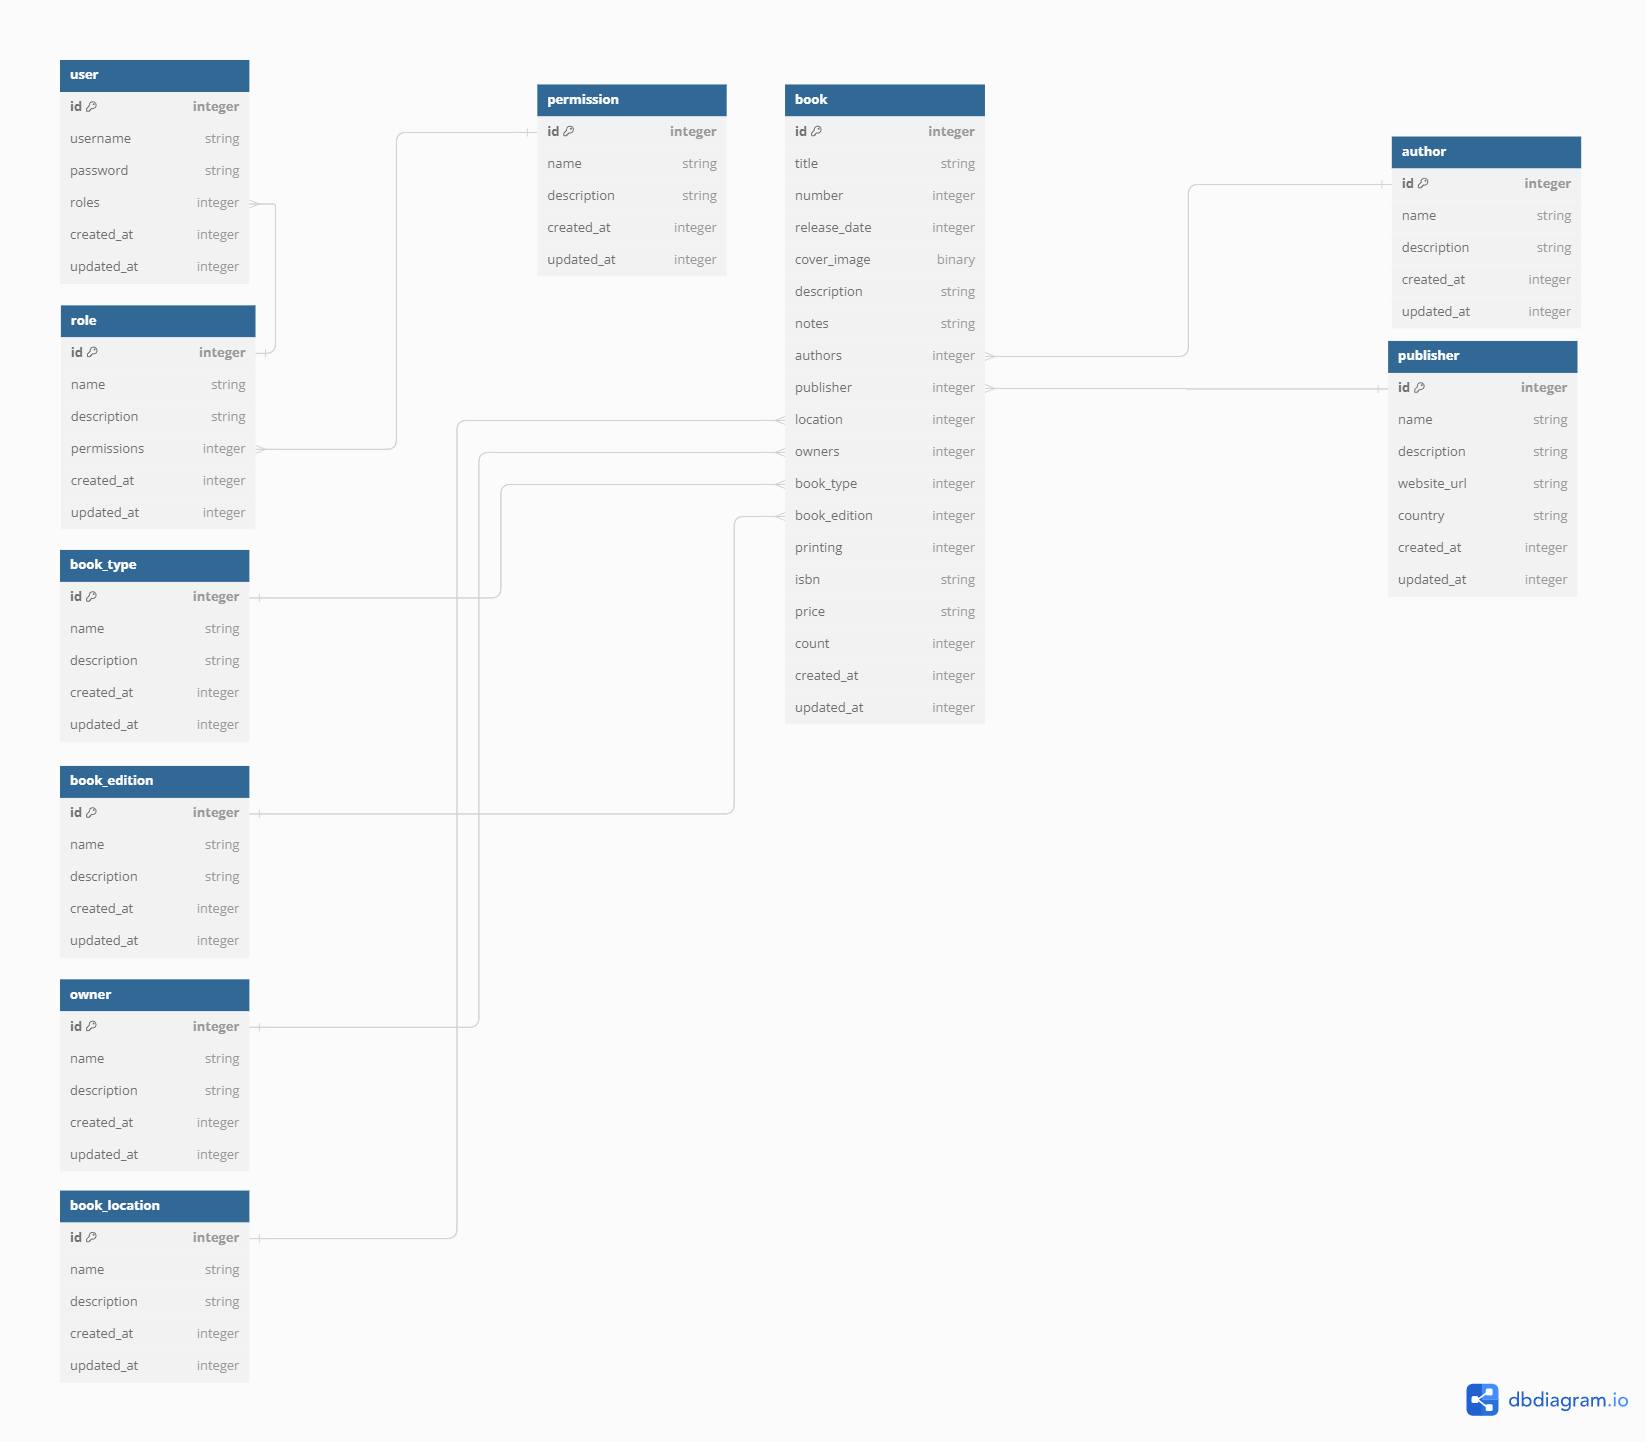 user
id integer
username string
password string
roles integer
created_at integer
updated_at integer
role
id integer
name string
description string
permissions integer
created_at integer
updated_at integer
book_type
id integer
name string
description string
created_at integer
updated_at integer
book_edition
id integer
name string
description string
created_at integer
updated_at integer
owner
id integer
name string
description string
created_at integer
updated_at integer
book_location
id integer
name string
description string
created_at integer
updated_at integer
permission
id integer
name string
description string
created_at integer
updated_at integer
book
id integer
title string
number integer
release_date integer
cover_image binary
description string
notes string
authors integer
publisher integer
location integer
owners integer
book_type integer
book_edition integer
printing integer
isbn string
price string
count integer
created_at integer
updated_at integer
author
id integer
name string
description string
created_at integer
updated_at integer
publisher
id integer
name string
description string
website_url string
country string
created_at integer
updated_at integer
dbdiagram.io